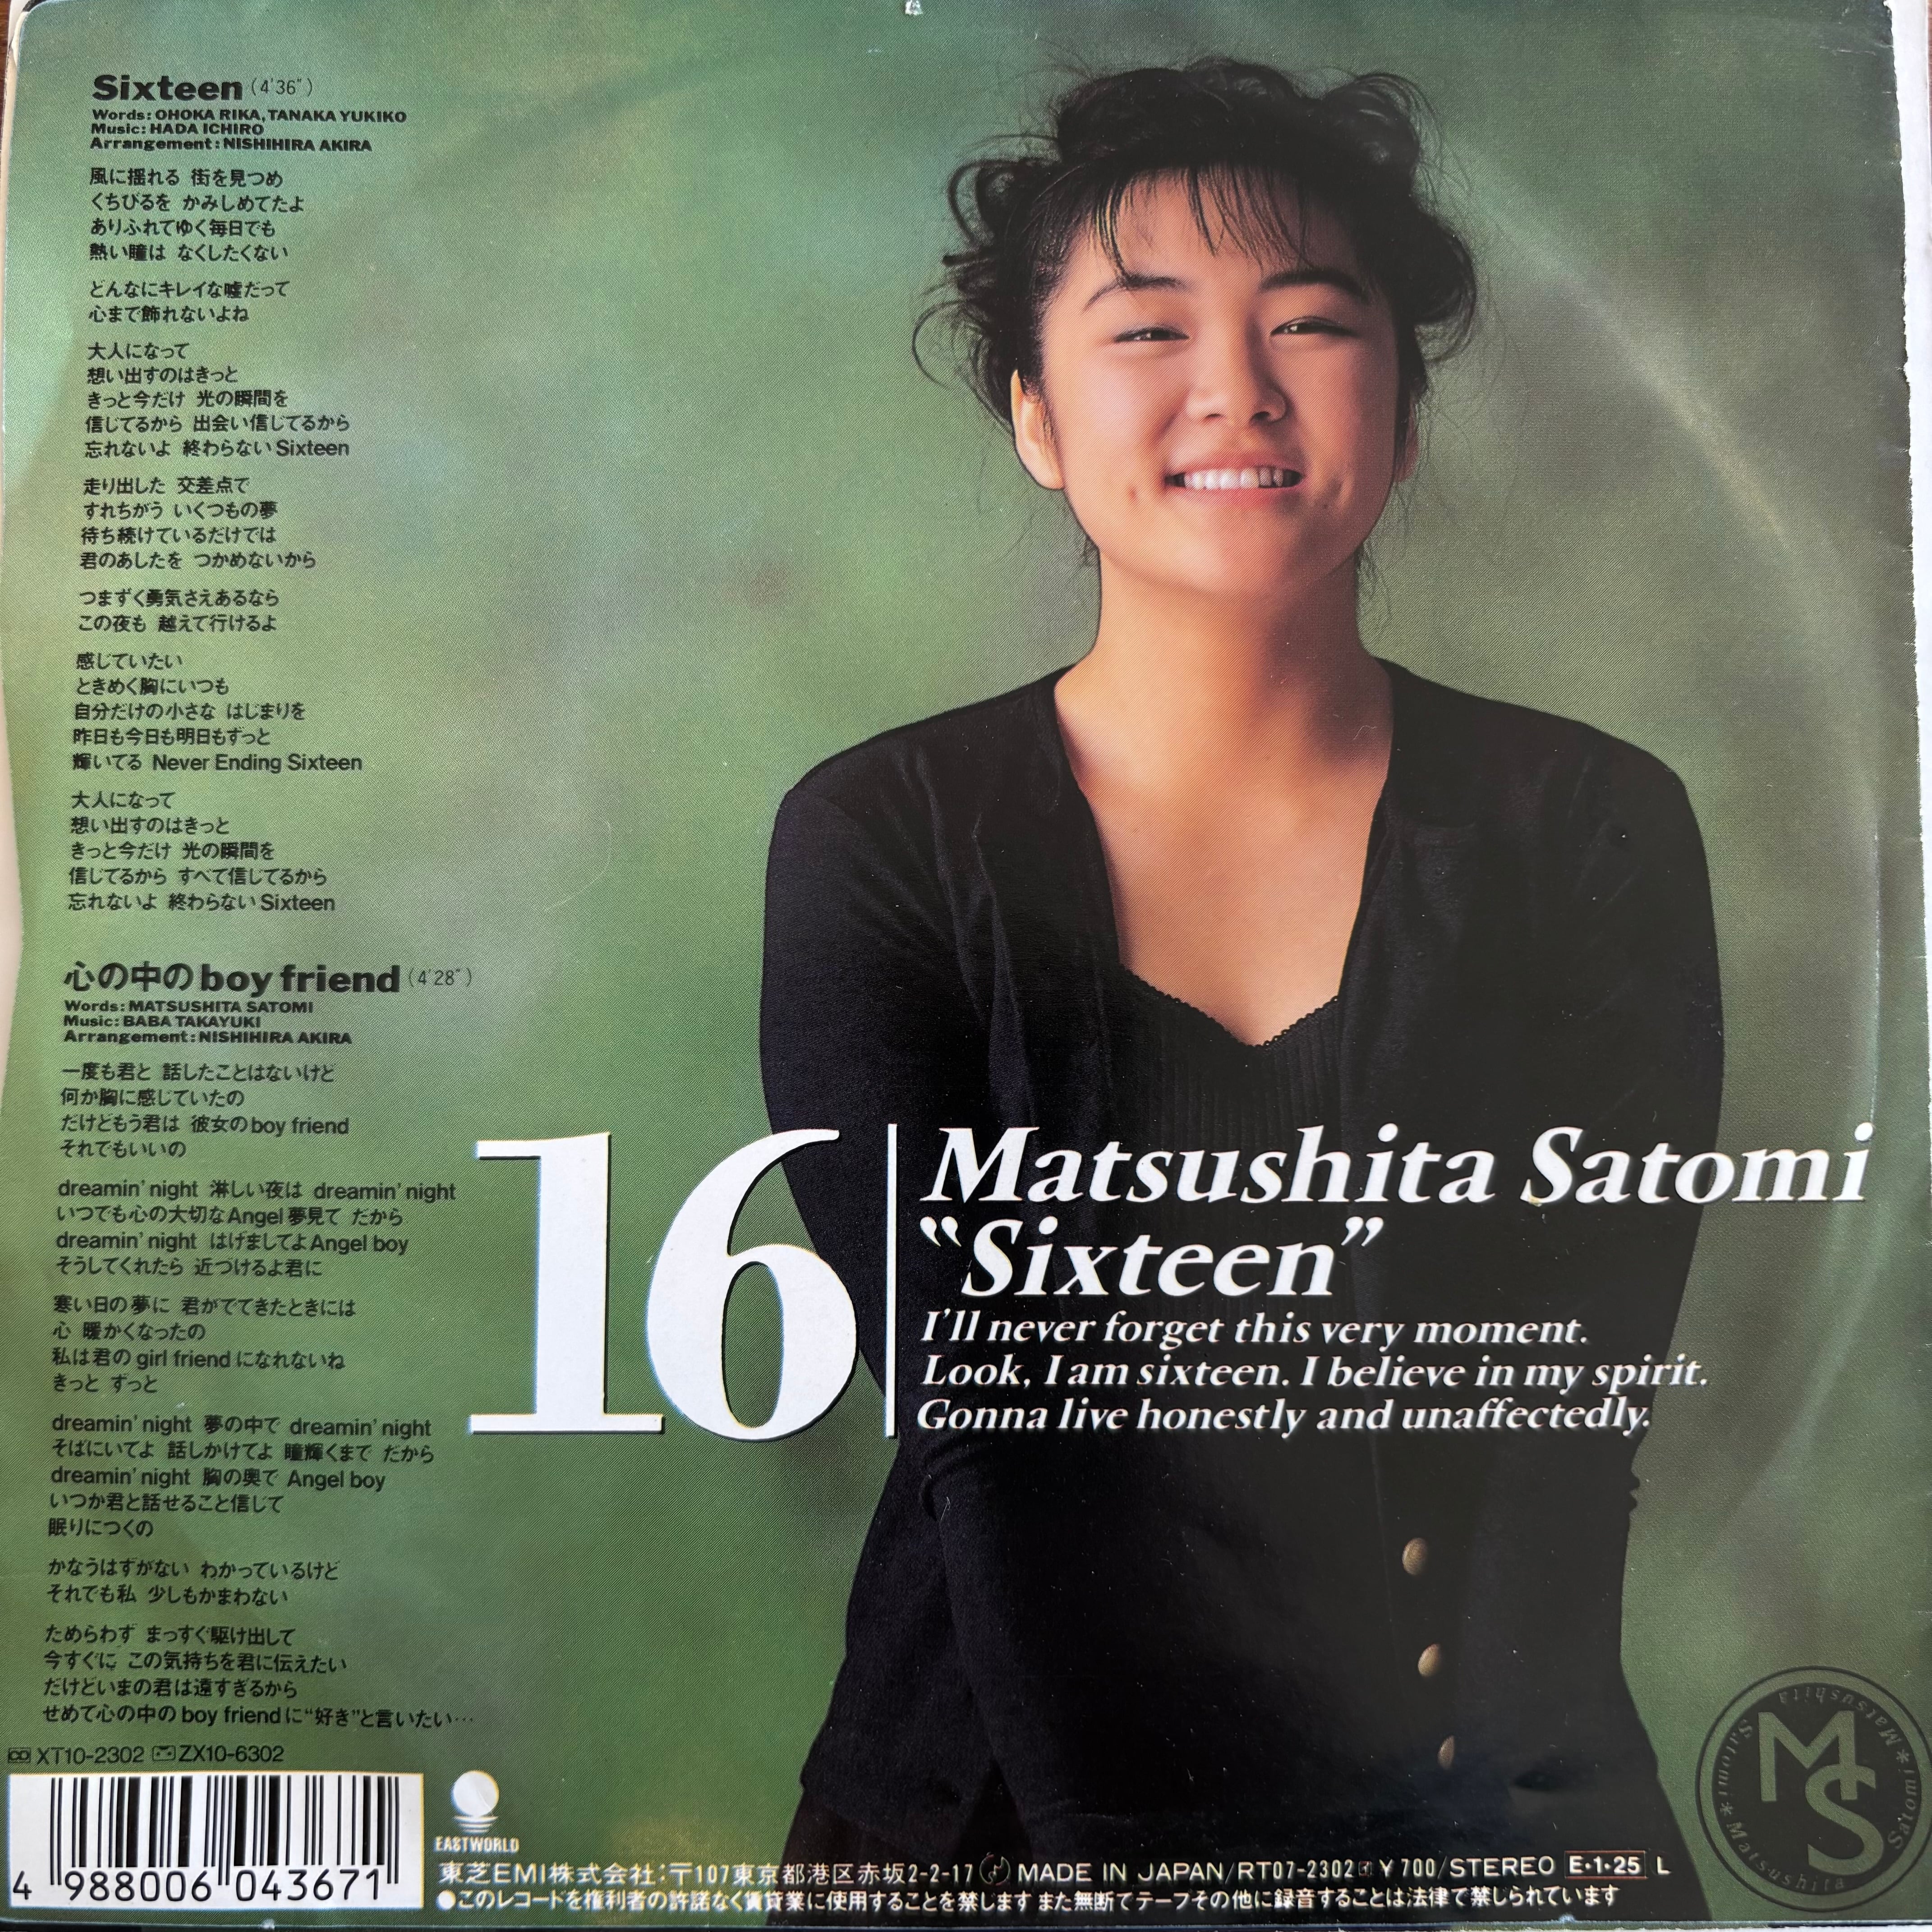 Sixteen (4'36")
Words: OHOKA RIKA, TANAKA YUKIKO
Music: HADA ICHIRO
Arrangement: NISHIHIRA AKIRA
風に揺れる 街を見つめ
くちびるを かみしめてたよ
ありふれてゆく毎日でも
熱い瞳は なくしたくない
どんなにキレイな嘘だって
心まで飾れないよね
大人になって
想い出すのはきっと
きっと今だけ 光の瞬間を
信じてるから 出会い信じてるから
忘れないよ 終わらない Sixteen
走り出した 交差点で
すれちがう いくつもの夢
待ち続けているだけでは
君のあしたを つかめないから
つまずく勇気さえあるなら
この夜も 越えて行けるよ
感じていたい
ときめく胸にいつも
自分だけの小さな はじまりを
昨日も今日も明日もずっと
輝いてる Never Ending Sixteen
大人になって
想い出すのはきっと
きっと今だけ 光の瞬間を
信じてるから すべて信じてるから
忘れないよ 終わらない Sixteen
心の中の boy friend (4'28")
Words: MATSUSHITA SATOMI
Music: BABA TAKAYUKI
Arrangement: NISHIHIRA AKIRA
一度も君と 話したことはないけど
何か胸に感じていたの
だけどもう君は 彼女の boy friend
それでもいいの
dreamin' night 淋しい夜は dreamin' night
いつでも心の大切な Angel 夢見て だから
dreamin' night はげましてよ Angel boy
そうしてくれたら 近づけるよ君に
寒い日の夢に 君がでてきたときには
心 暖かくなったの
私は君の girl friend になれないね
きっと ずっと
dreamin' night 夢の中で dreamin' night
そばにいてよ 話しかけてよ 瞳輝くまで だから
dreamin' night 胸の奥で Angel boy
いつか君と話せること信じて
眠りにつくの
かなうはずがない わかっているけど
それでも私 少しもかまわない
ためらわず まっすぐ駆け出して
今すぐに この気持ちを君に伝えたい
だけどいまの君は遠すぎるから
せめて心の中の boy friend に“好き”と言いたい…
16
Matsushita Satomi
“Sixteen”
I'll never forget this very moment.
Look, I am sixteen. I believe in my spirit.
Gonna live honestly and unaffectedly.
CD XT10-2302 ZX10-6302
4 988006 043671
EASTWORLD
東芝EMI株式会社:〒107東京都港区赤坂2-2-17 MADE IN JAPAN/RT07-2302 ¥700/STEREO E・1・25 L
●このレコードを権利者の許諾なく賃貸業に使用することを禁じます また無断でテープその他に録音することは法律で禁じられています
MS
Matsushita * Satomi * Matsushita * Satomi *